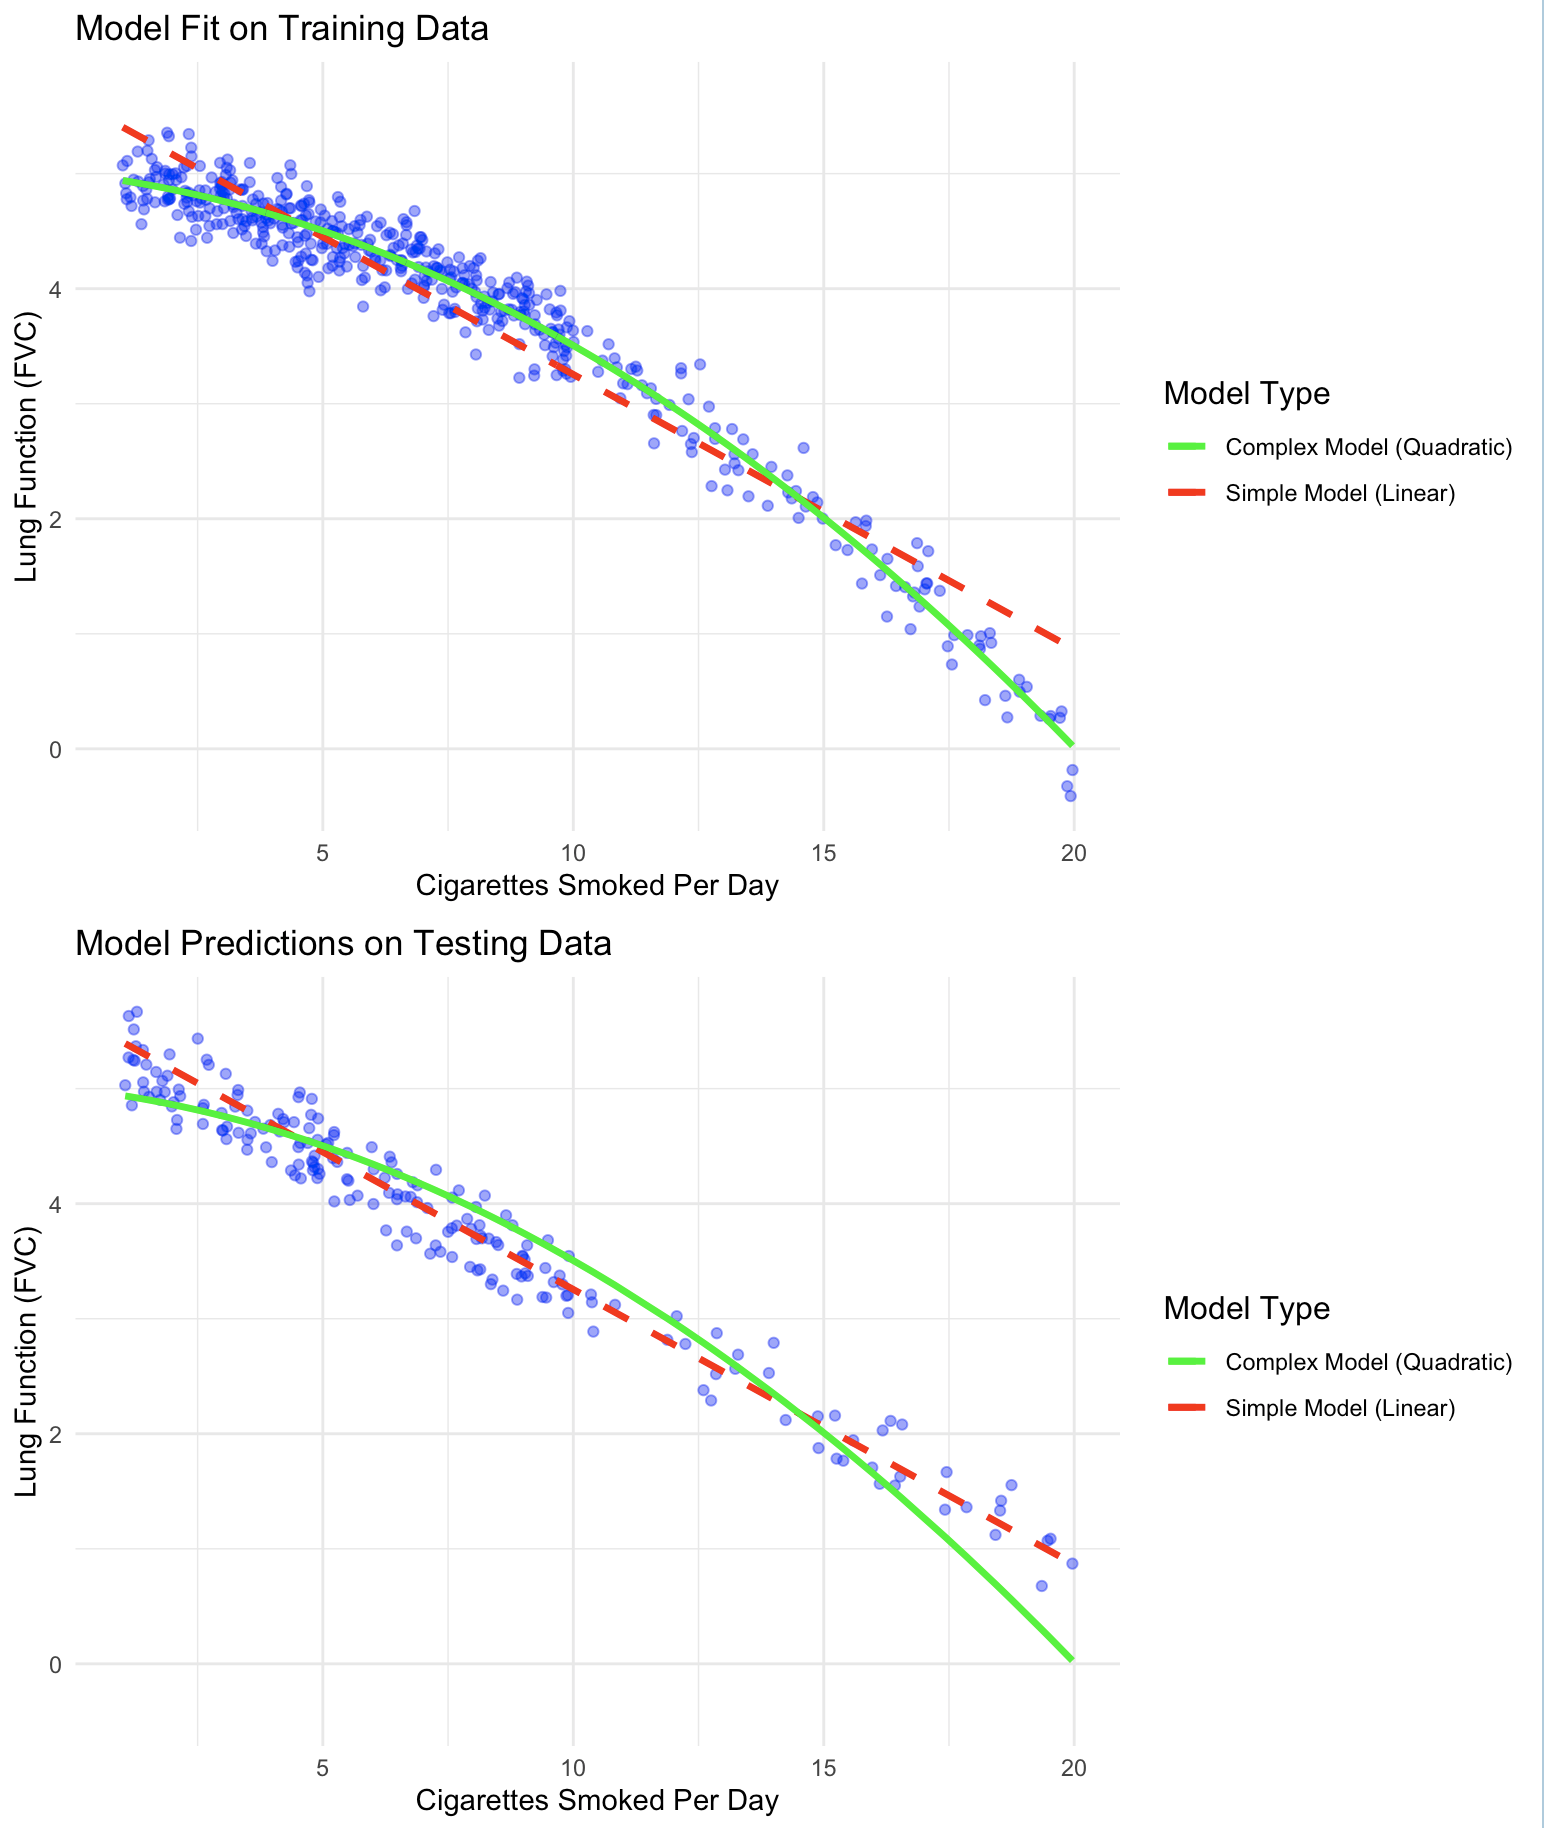 Model Fit on Training Data
Lung Function (FVC)
4
2
0
5 10 15 20
Cigarettes Smoked Per Day
Model Type
Complex Model (Quadratic)
Simple Model (Linear)
Model Predictions on Testing Data
Lung Function (FVC)
4
2
0
5 10 15 20
Cigarettes Smoked Per Day
Model Type
Complex Model (Quadratic)
Simple Model (Linear)